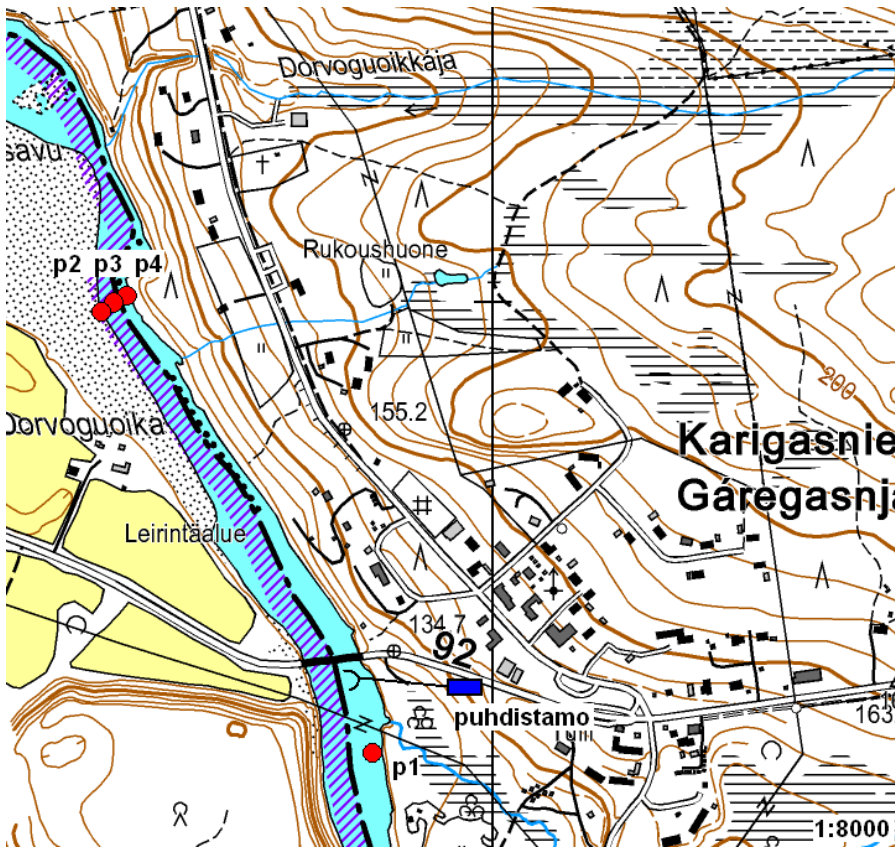 Dorvoguoikkája
savu
Rukoushuone
p2 p3 p4
200
155.2
Dorvoguoika
Karigasnie
Gáregasnja
Leirintäalue
134.7
92
puhdistamo
Tulli
163
p1
1:8000